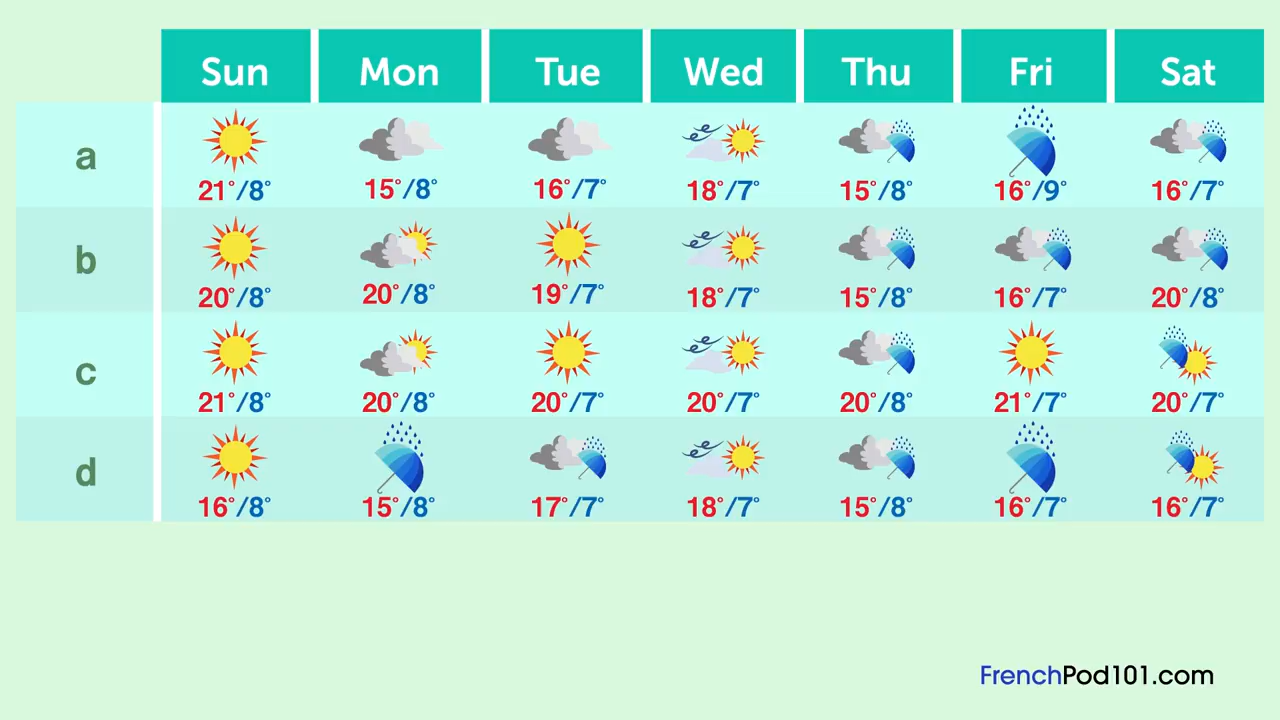 Sun Mon Tue Wed Thu Fri Sat
a
21°/8° 15°/8° 16°/7° 18°/7° 15°/8° 16°/9° 16°/7°
b
20°/8° 20°/8° 19°/7° 18°/7° 15°/8° 16°/7° 20°/8°
c
21°/8° 20°/8° 20°/7° 20°/7° 20°/8° 21°/7° 20°/7°
d
16°/8° 15°/8° 17°/7° 18°/7° 15°/8° 16°/7° 16°/7°
FrenchPod101.com